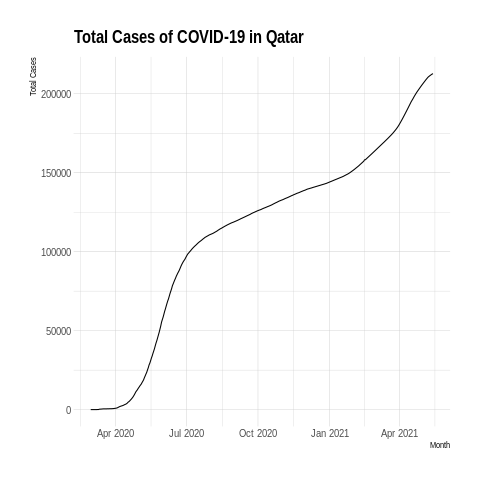 Total Cases of COVID-19 in Qatar
Total Cases
200000
150000
100000
50000
0
Apr 2020 Jul 2020 Oct 2020 Jan 2021 Apr 2021
Month